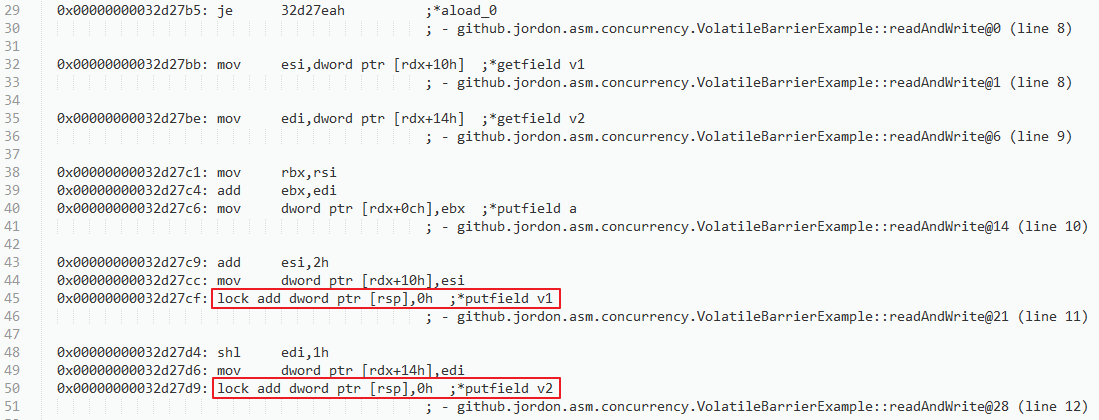 29 0x00000000032d27b5: je 32d27eah ;*aload_0
30 ; - github.jordon.asm.concurrency.VolatileBarrierExample::readAndWrite@0 (line 8)
31
32 0x00000000032d27bb: mov esi,dword ptr [rdx+10h] ;*getfield v1
33 ; - github.jordon.asm.concurrency.VolatileBarrierExample::readAndWrite@1 (line 8)
34
35 0x00000000032d27be: mov edi,dword ptr [rdx+14h] ;*getfield v2
36 ; - github.jordon.asm.concurrency.VolatileBarrierExample::readAndWrite@6 (line 9)
37
38 0x00000000032d27c1: mov rbx,rsi
39 0x00000000032d27c4: add ebx,edi
40 0x00000000032d27c6: mov dword ptr [rdx+0ch],ebx ;*putfield a
41 ; - github.jordon.asm.concurrency.VolatileBarrierExample::readAndWrite@14 (line 10)
42
43 0x00000000032d27c9: add esi,2h
44 0x00000000032d27cc: mov dword ptr [rdx+10h],esi
45 0x00000000032d27cf: lock add dword ptr [rsp],0h ;*putfield v1
46 ; - github.jordon.asm.concurrency.VolatileBarrierExample::readAndWrite@21 (line 11)
47
48 0x00000000032d27d4: shl edi,1h
49 0x00000000032d27d6: mov dword ptr [rdx+14h],edi
50 0x00000000032d27d9: lock add dword ptr [rsp],0h ;*putfield v2
51 ; - github.jordon.asm.concurrency.VolatileBarrierExample::readAndWrite@28 (line 12)